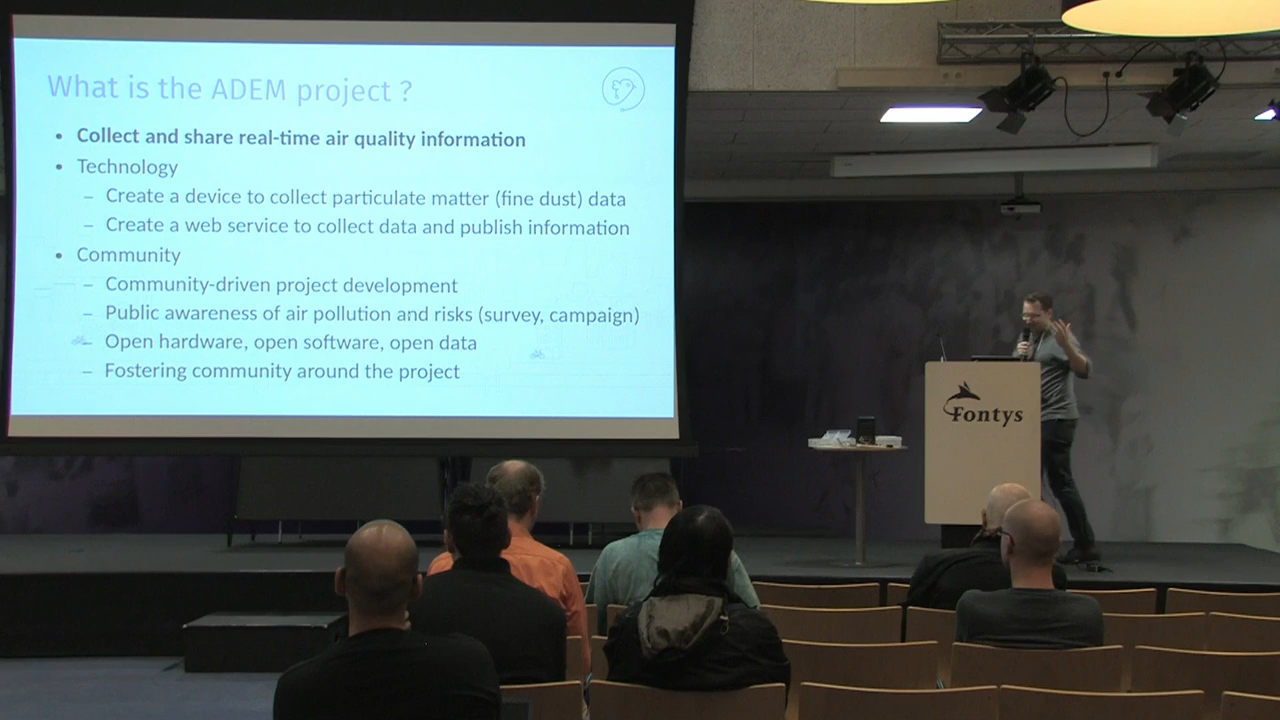 What is the ADEM project ?
• Collect and share real-time air quality information
• Technology
– Create a device to collect particulate matter (fine dust) data
– Create a web service to collect data and publish information
• Community
– Community-driven project development
– Public awareness of air pollution and risks (survey, campaign)
– Open hardware, open software, open data
– Fostering community around the project
Fontys